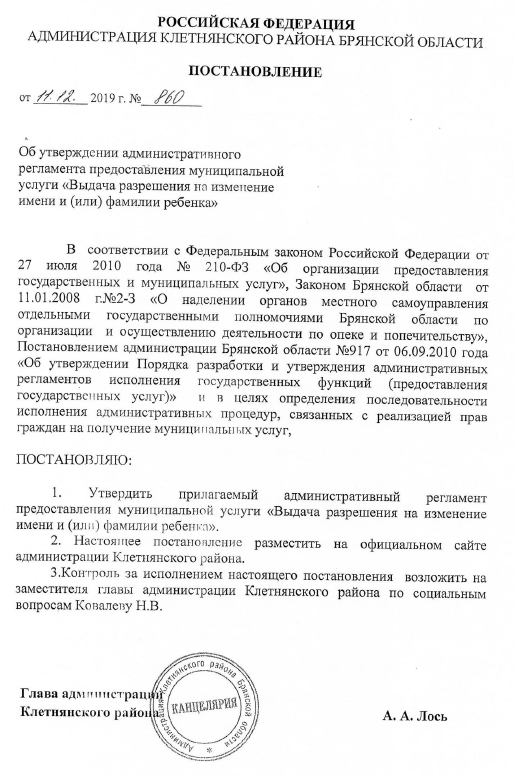 РОССИЙСКАЯ ФЕДЕРАЦИЯ
АДМИНИСТРАЦИЯ КЛЕТНЯНСКОГО РАЙОНА БРЯНСКОЙ ОБЛАСТИ
ПОСТАНОВЛЕНИЕ
от 11.12. 2019 г. № 860
Об утверждении административного
регламента предоставления муниципальной
услуги «Выдача разрешения на изменение
имени и (или) фамилии ребенка»
В соответствии с Федеральным законом Российской Федерации от
27 июля 2010 года № 210-ФЗ «Об организации предоставления
государственных и муниципальных услуг», Законом Брянской области от
11.01.2008 г.№2-З «О наделении органов местного самоуправления
отдельными государственными полномочиями Брянской области по
организации и осуществлению деятельности по опеке и попечительству»,
Постановлением администрации Брянской области №917 от 06.09.2010 года
«Об утверждении Порядка разработки и утверждения административных
регламентов исполнения государственных функций (предоставления
государственных услуг)» и в целях определения последовательности
исполнения административных процедур, связанных с реализацией прав
граждан на получение муниципальных услуг,
ПОСТАНОВЛЯЮ:
1. Утвердить прилагаемый административный регламент
предоставления муниципальной услуги «Выдача разрешения на изменение
имени и (или) фамилии ребенка».
2. Настоящее постановление разместить на официальном сайте
администрации Клетнянского района.
3.Контроль за исполнением настоящего постановления возложить на
заместителя главы администрации Клетнянского района по социальным
вопросам Ковалеву Н.В.
Глава администрации
Клетнянского района
А. А. Лось
Администрация Клетнянского района Брянской области
КАНЦЕЛЯРИЯ